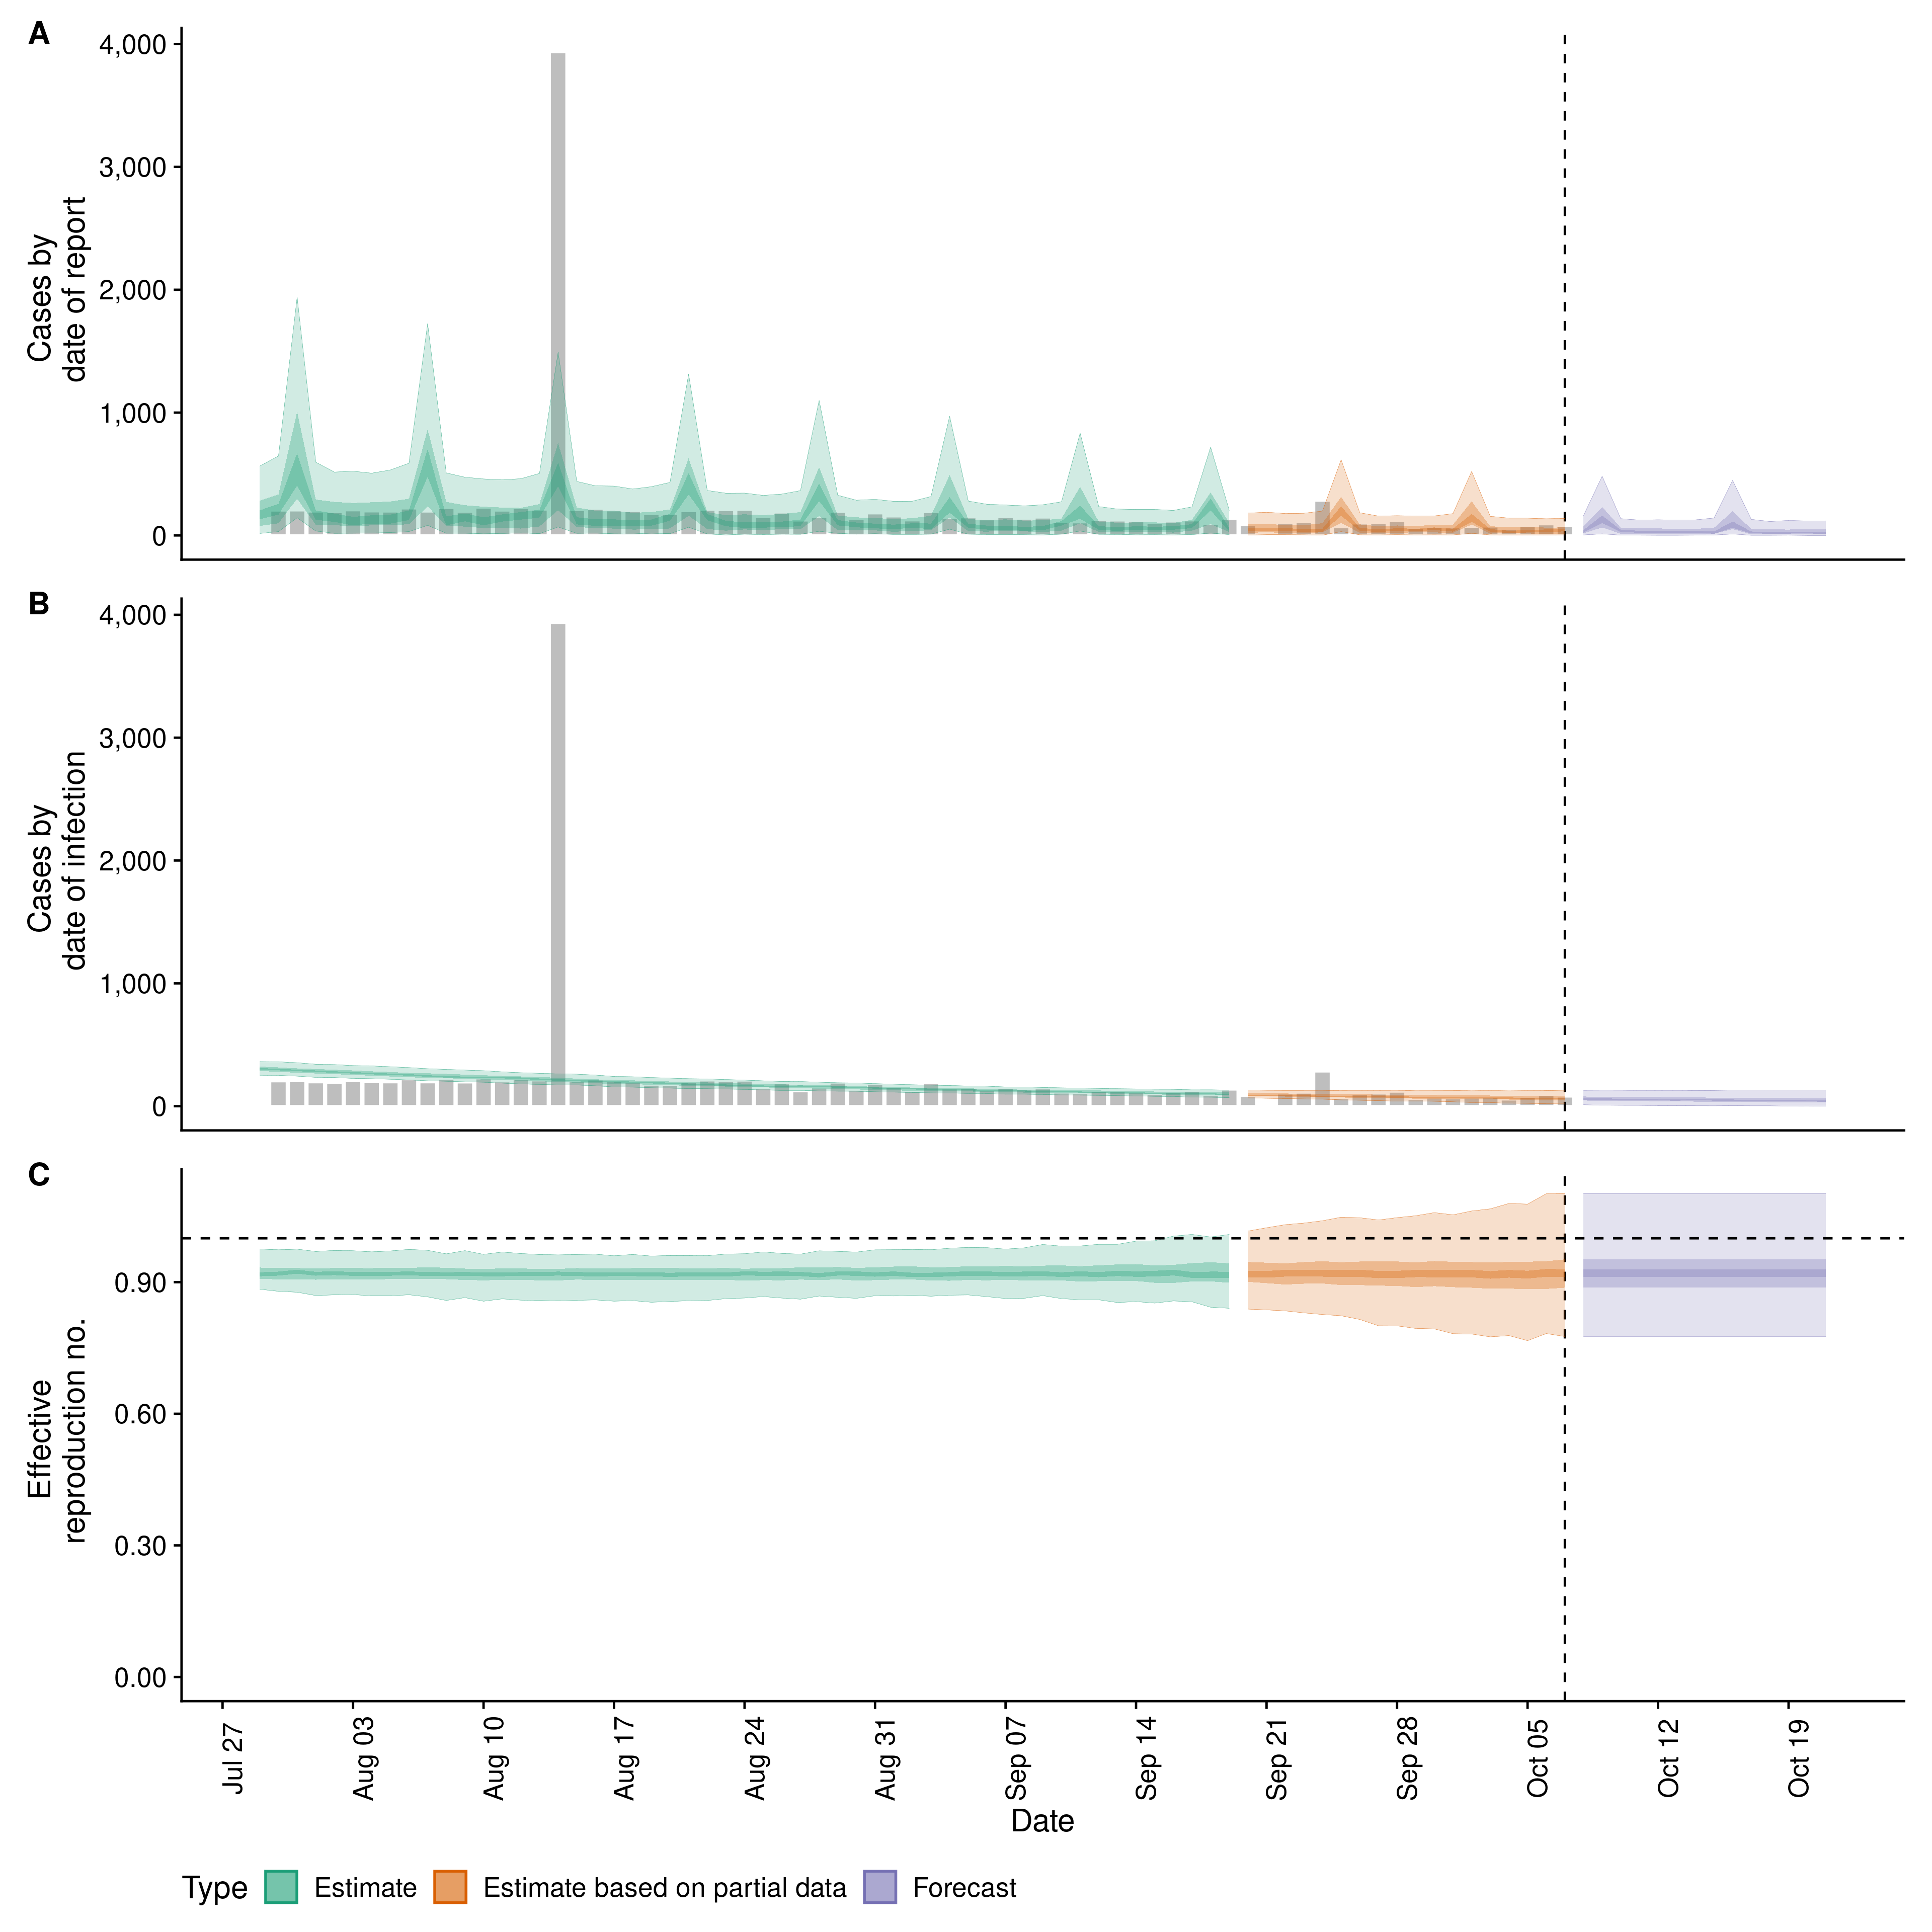 A
Cases by
date of report
4,000
3,000
2,000
1,000
0
B
Cases by
date of infection
4,000
3,000
2,000
1,000
0
C
Effective
reproduction no.
0.90
0.60
0.30
0.00
Jul 27
Aug 03
Aug 10
Aug 17
Aug 24
Aug 31
Sep 07
Sep 14
Sep 21
Sep 28
Oct 05
Oct 12
Oct 19
Date
Type Estimate Estimate based on partial data Forecast